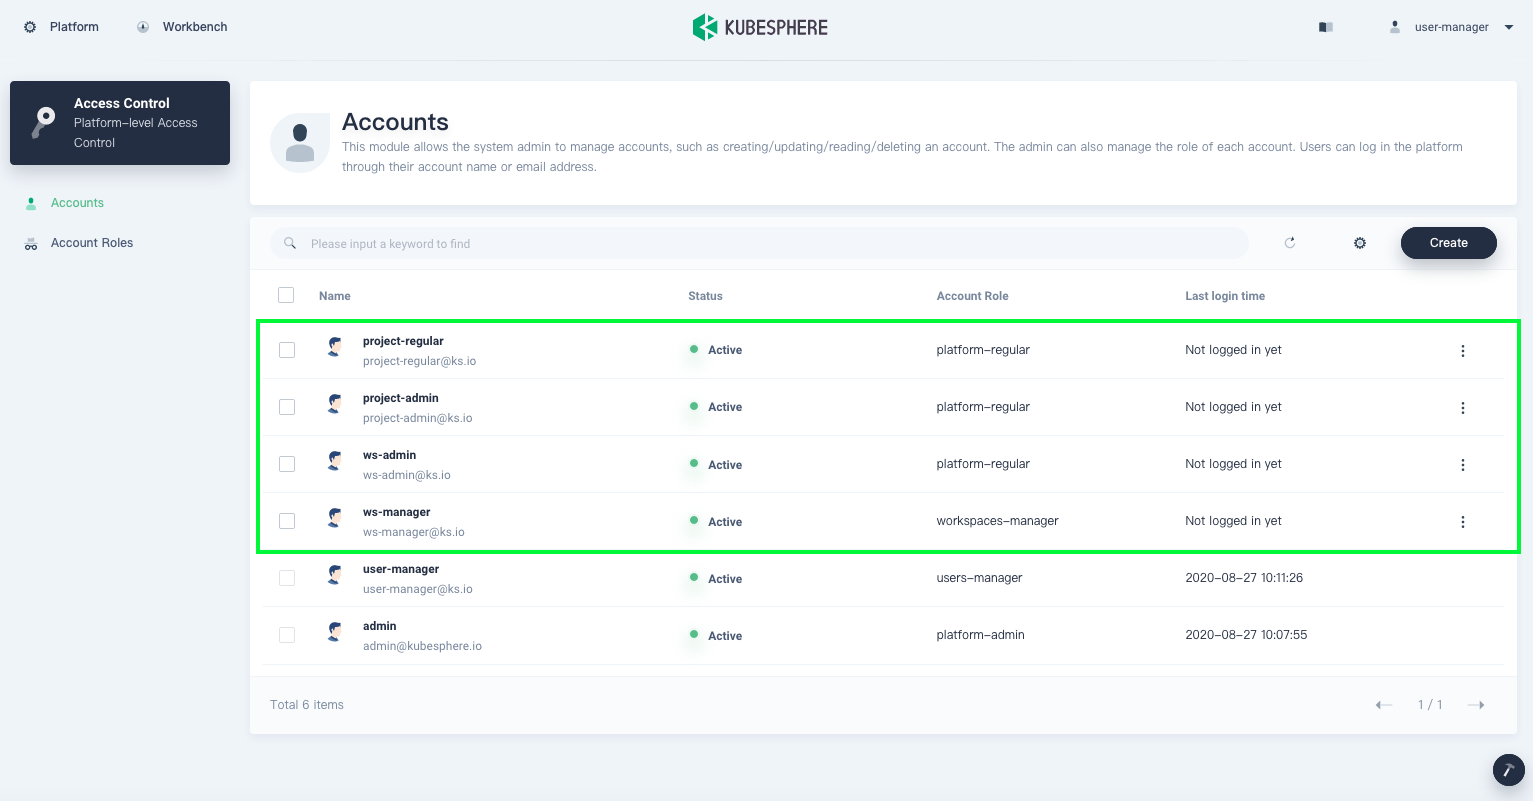 Platform
Workbench
KUBESPHERE
user-manager
Access Control
Platform-level Access
Control
Accounts
Account Roles
Accounts
This module allows the system admin to manage accounts, such as creating/updating/reading/deleting an account. The admin can also manage the role of each account. Users can log in the platform
through their account name or email address.
Please input a keyword to find
Create
Name Status Account Role Last login time
project-regular
project-regular@ks.io
Active platform-regular Not logged in yet
project-admin
project-admin@ks.io
Active platform-regular Not logged in yet
ws-admin
ws-admin@ks.io
Active platform-regular Not logged in yet
ws-manager
ws-manager@ks.io
Active workspaces-manager Not logged in yet
user-manager
user-manager@ks.io
Active users-manager 2020-08-27 10:11:26
admin
admin@kubesphere.io
Active platform-admin 2020-08-27 10:07:55
Total 6 items
1 / 1